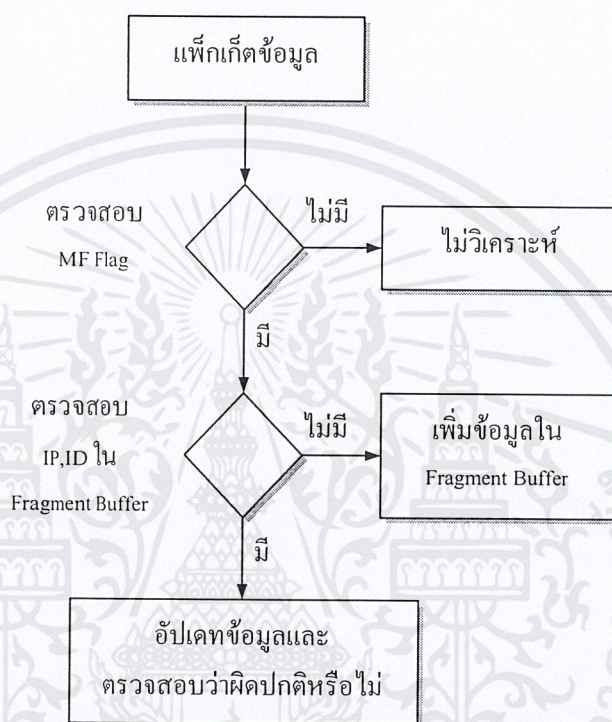 แพ็กเก็ตข้อมูล
ตรวจสอบ
MF Flag
ไม่มี
ไม่วิเคราะห์
มี
ตรวจสอบ
IP,ID ใน
Fragment Buffer
ไม่มี
เพิ่มข้อมูลใน
Fragment Buffer
มี
อัปเดทข้อมูลและ
ตรวจสอบว่าผิดปกติหรือไม่